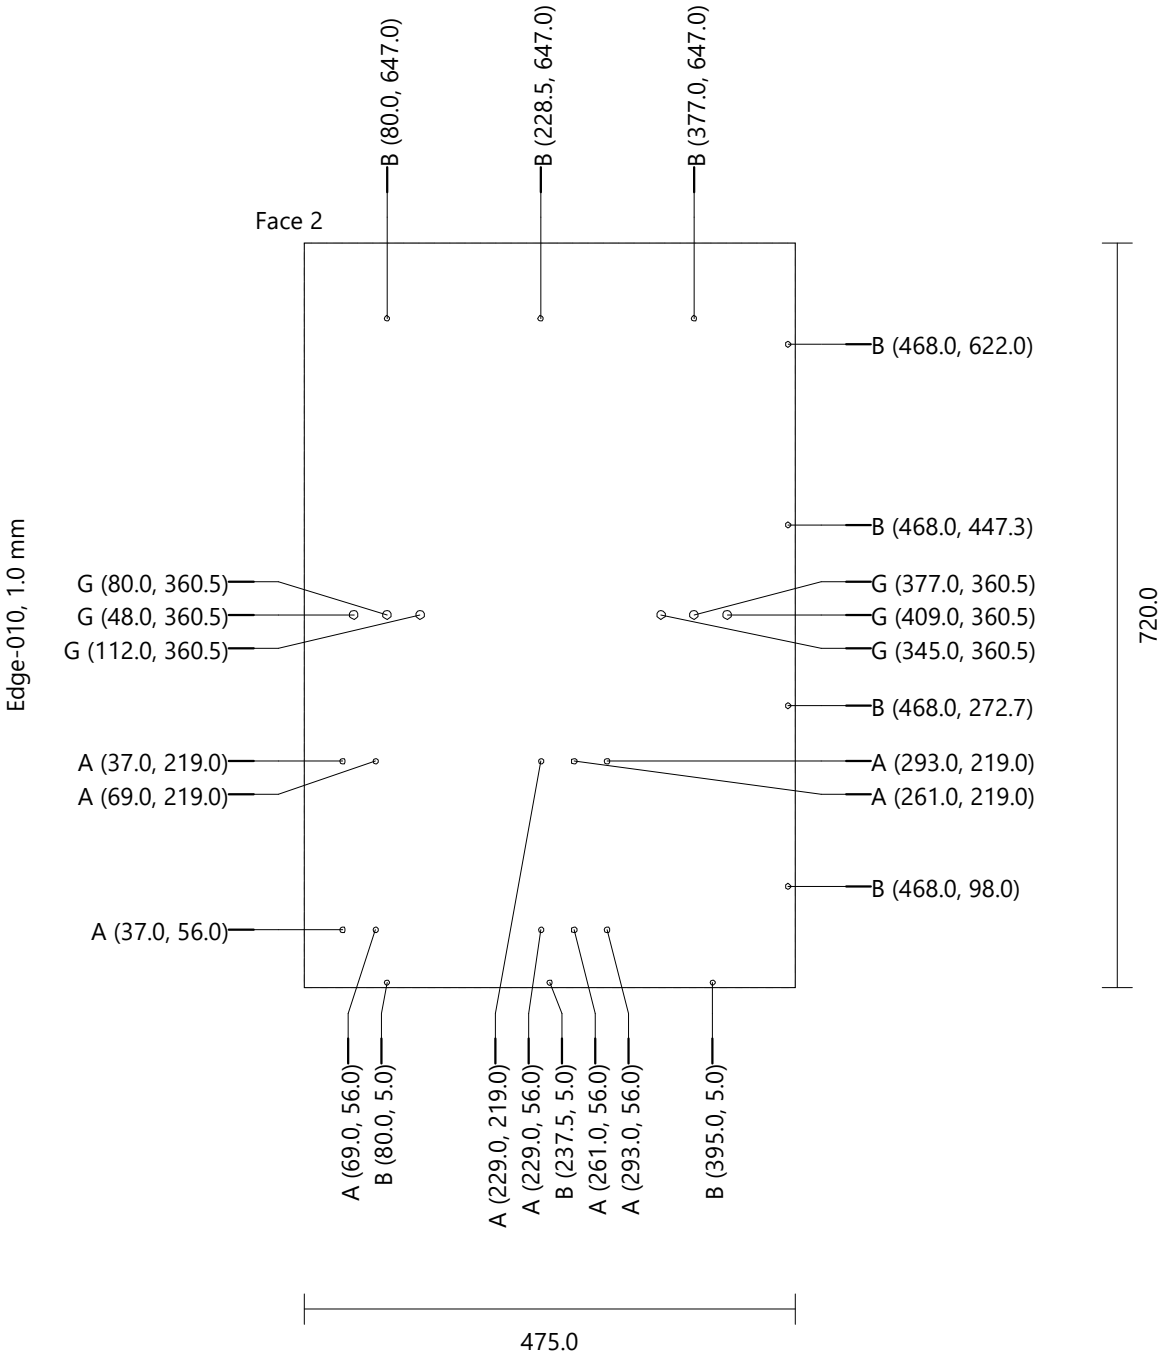 B (80.0, 647.0)
B (228.5, 647.0)
B (377.0, 647.0)
Face 2
B (468.0, 622.0)
B (468.0, 447.3)
Edge-010, 1.0 mm
G (80.0, 360.5)
G (48.0, 360.5)
G (112.0, 360.5)
G (377.0, 360.5)
G (409.0, 360.5)
G (345.0, 360.5)
720.0
B (468.0, 272.7)
A (37.0, 219.0)
A (69.0, 219.0)
A (293.0, 219.0)
A (261.0, 219.0)
B (468.0, 98.0)
A (37.0, 56.0)
A (69.0, 56.0)
B (80.0, 5.0)
A (229.0, 219.0)
A (229.0, 56.0)
B (237.5, 5.0)
A (261.0, 56.0)
A (293.0, 56.0)
B (395.0, 5.0)
475.0